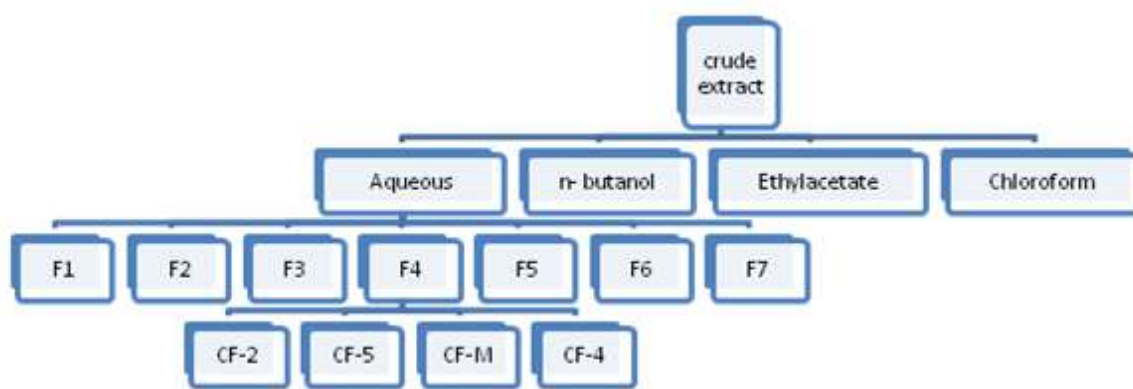 crude
extract
Aqueous
n- butanol
Ethylacetate
Chloroform
F1
F2
F3
F4
F5
F6
F7
CF-2
CF-5
CF-M
CF-4